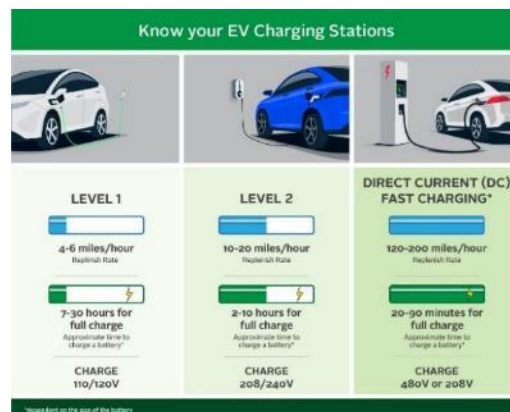 Know your EV Charging Stations
LEVEL 1
4-6 miles/hour
Replinish Rate
7-30 hours for
full charge
Approximate time to
charge a battery*
CHARGE
110/120V
LEVEL 2
10-20 miles/hour
Replenish Rate
2-10 hours for
full charge
Approximate time to
charge a battery*
CHARGE
208/240V
DIRECT CURRENT (DC)
FAST CHARGING*
120-200 miles/hour
Replenish Rate
20-90 minutes for
full charge
Approximate time to
charge a battery*
CHARGE
480V or 208V
*dependent on the size of the battery